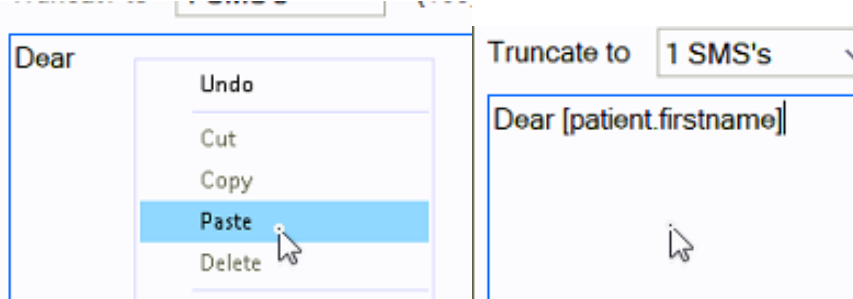 Dear
Undo
Cut
Copy
Paste
Delete
Truncate to 1 SMS's
Dear [patient.firstname]